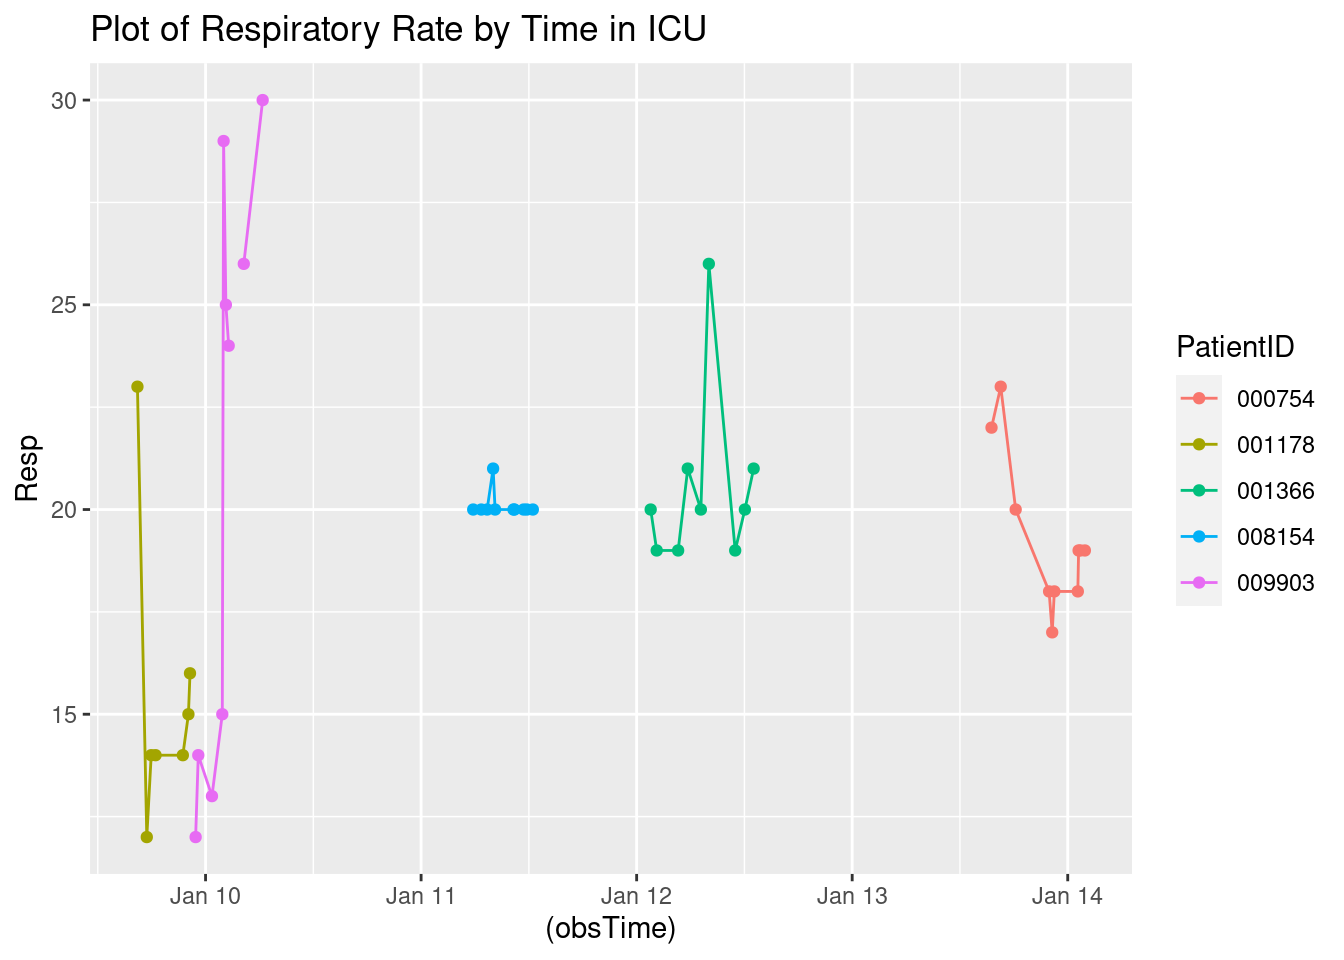 Plot of Respiratory Rate by Time in ICU
30
25
20
15
Resp
Jan 10
Jan 11
Jan 12
Jan 13
Jan 14
(obsTime)
PatientID
000754
001178
001366
008154
009903